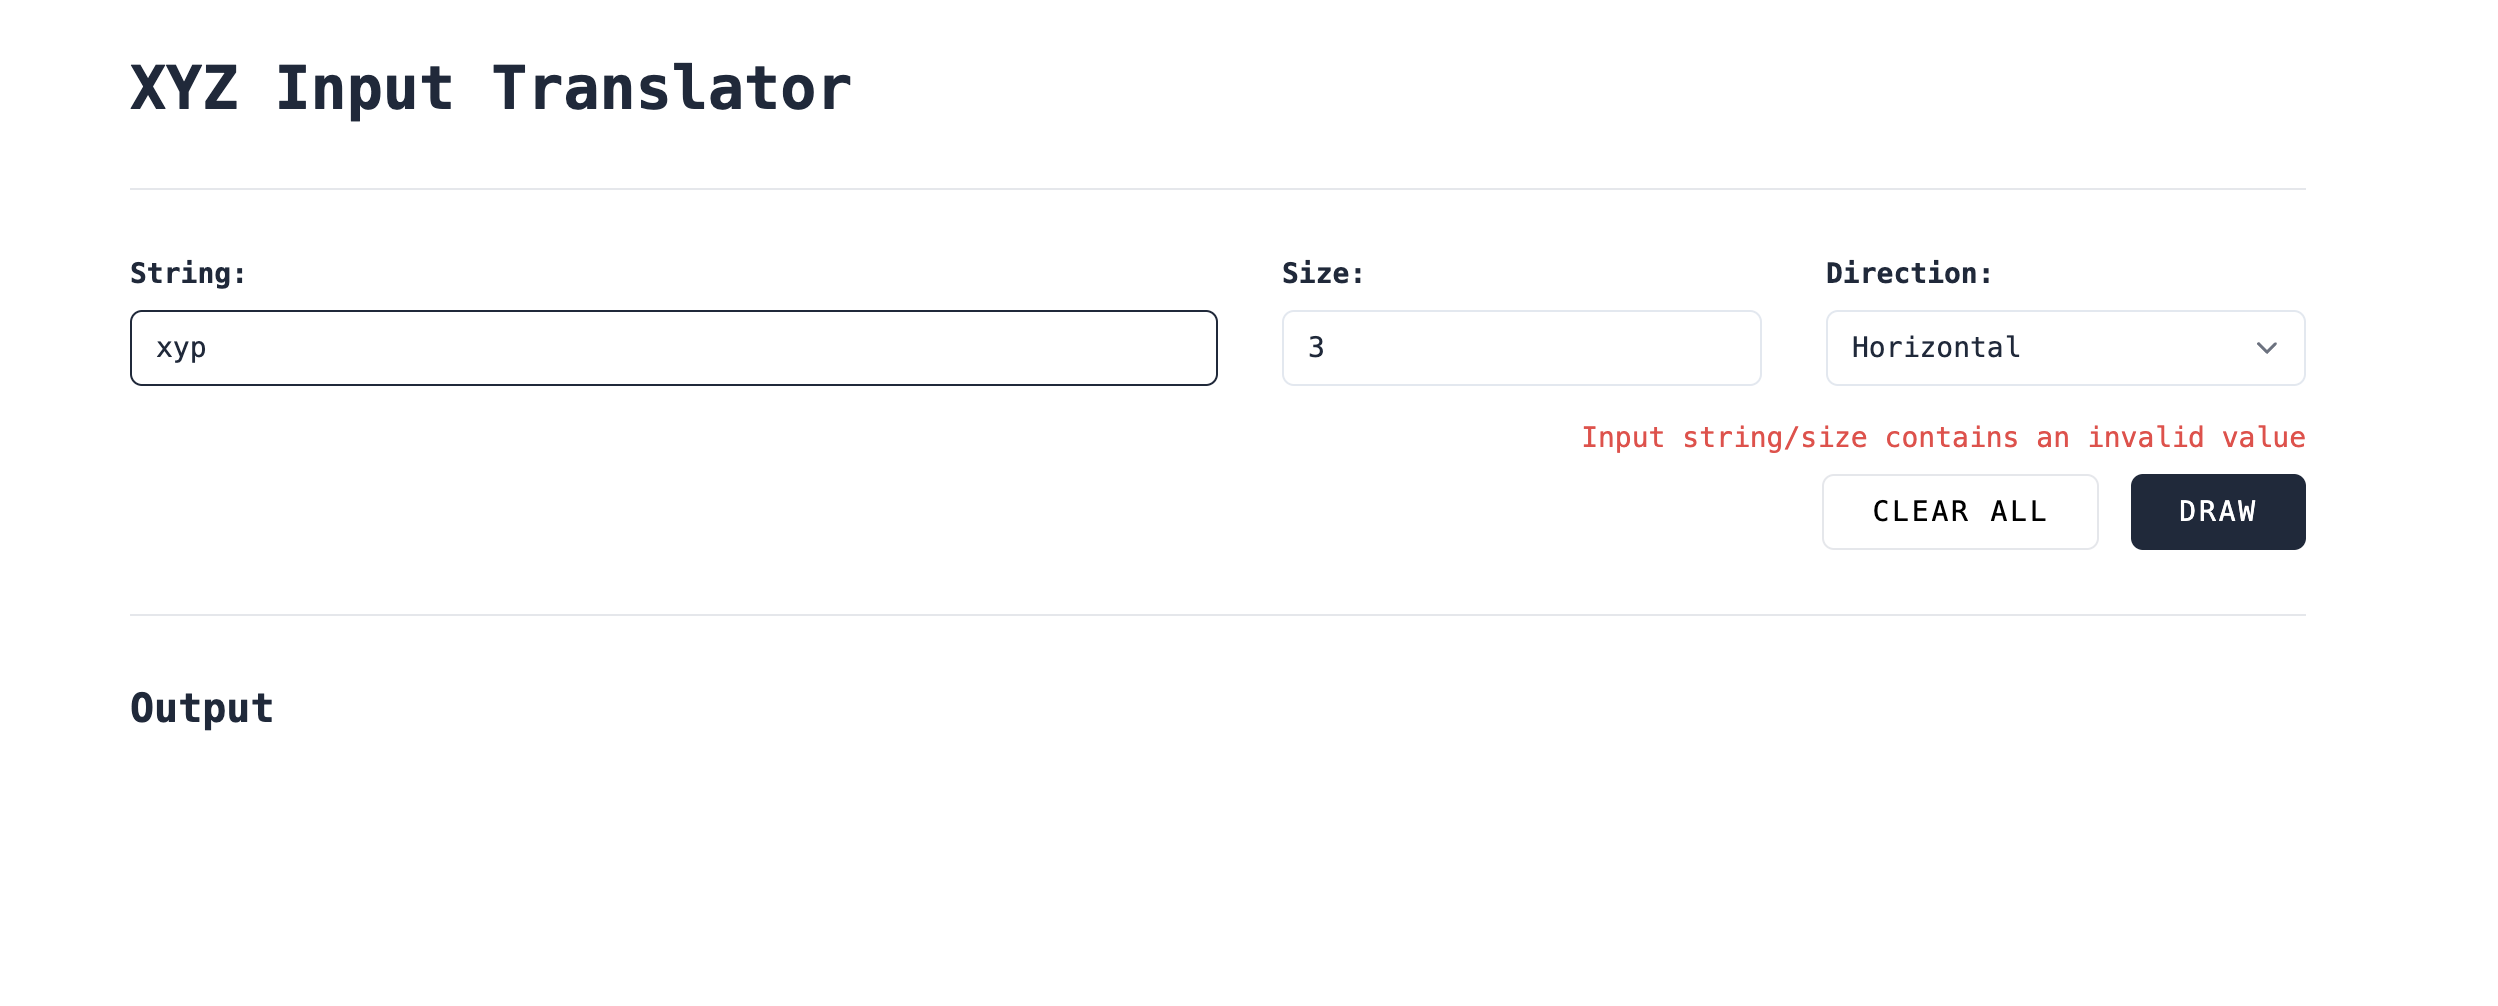 XYZ Input Translator
String: Size: Direction:
xyp 3 Horizontal
Input string/size contains an invalid value
CLEAR ALL DRAW
Output